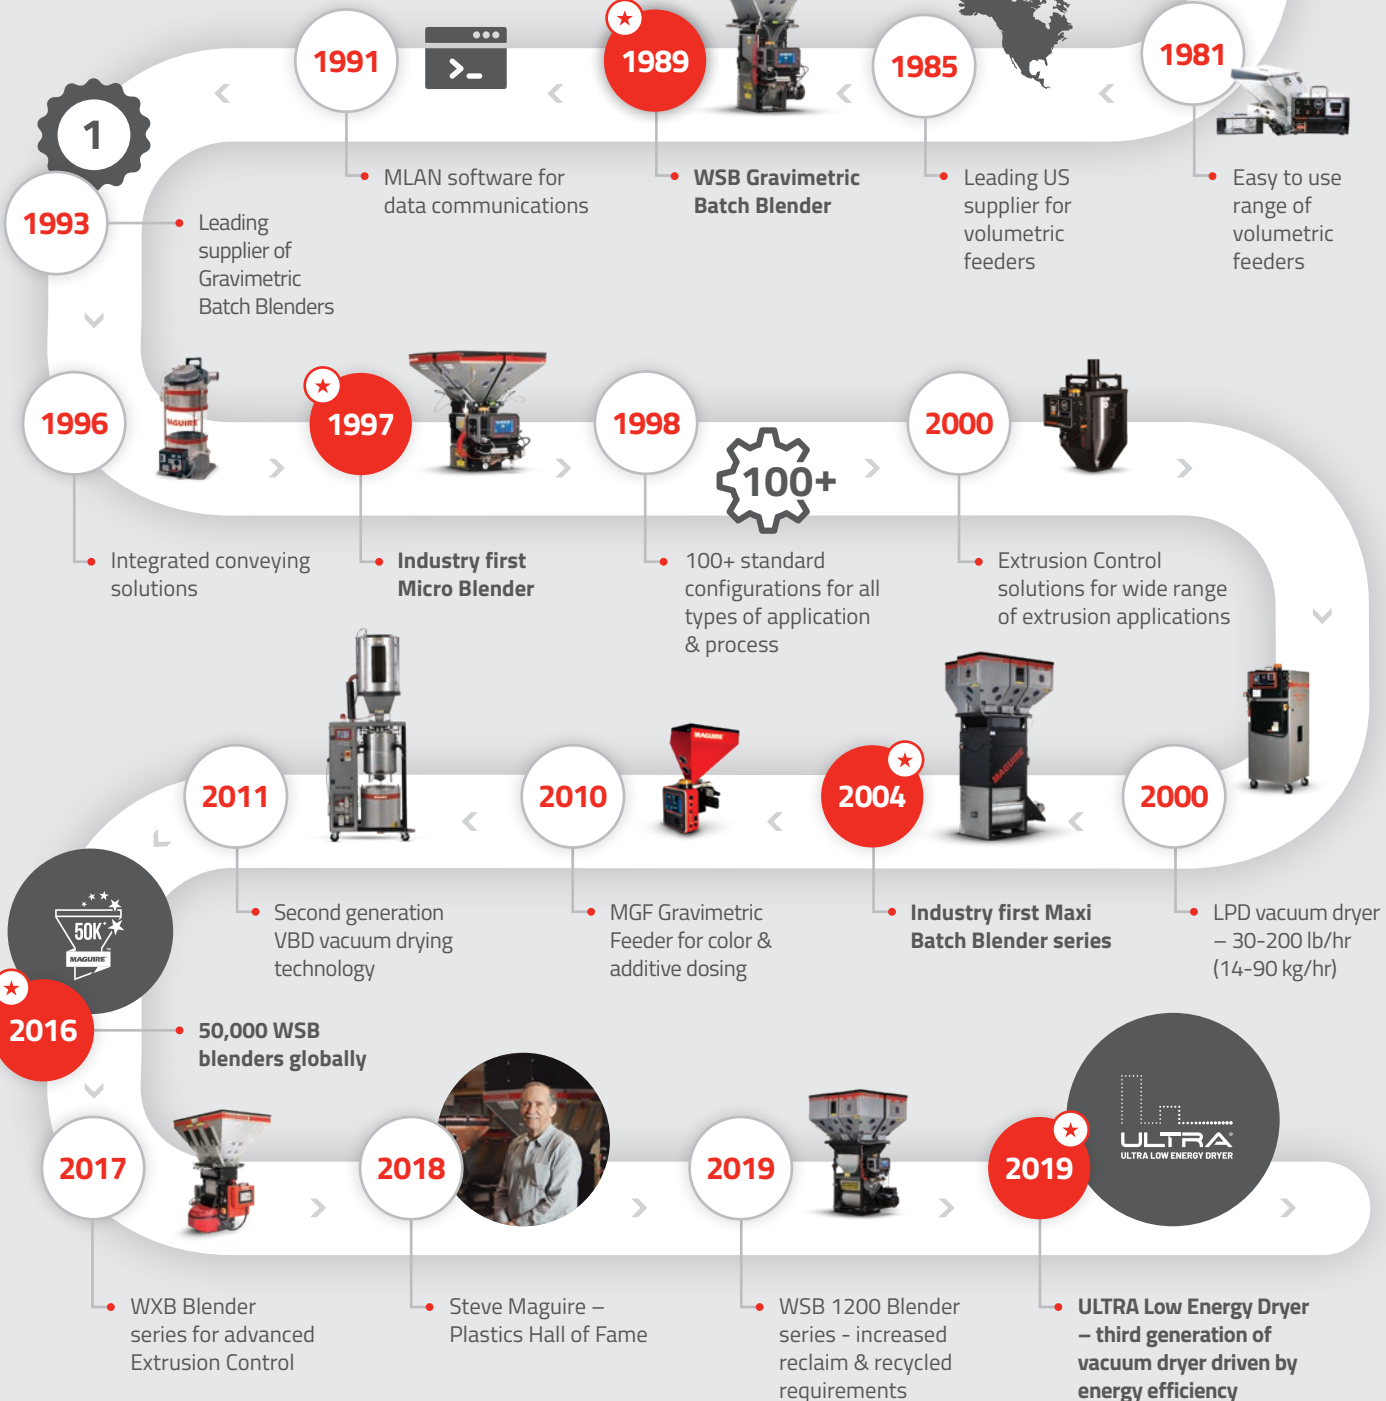 1981
Easy to use
range of
volumetric
feeders
1985
Leading US
supplier for
volumetric
feeders
1989
WSB Gravimetric
Batch Blender
1991
>_
MLAN software for
data communications
1
1993
Leading
supplier of
Gravimetric
Batch Blenders
1996
MAGUIRE
Integrated conveying
solutions
1997
Industry first
Micro Blender
1998
100+
100+ standard
configurations for all
types of application
& process
2000
Extrusion Control
solutions for wide range
of extrusion applications
2000
LPD vacuum dryer
– 30-200 lb/hr
(14-90 kg/hr)
2004
MAGUIRE
Industry first Maxi
Batch Blender series
2010
MAGUIRE
MGF Gravimetric
Feeder for color &
additive dosing
2011
Second generation
VBD vacuum drying
technology
50K+
MAGUIRE
2016
50,000 WSB
blenders globally
2017
WXB Blender
series for advanced
Extrusion Control
2018
Steve Maguire –
Plastics Hall of Fame
2019
WSB 1200 Blender
series - increased
reclaim & recycled
requirements
2019
ULTRA®
ULTRA LOW ENERGY DRYER
ULTRA Low Energy Dryer
– third generation of
vacuum dryer driven by
energy efficiency